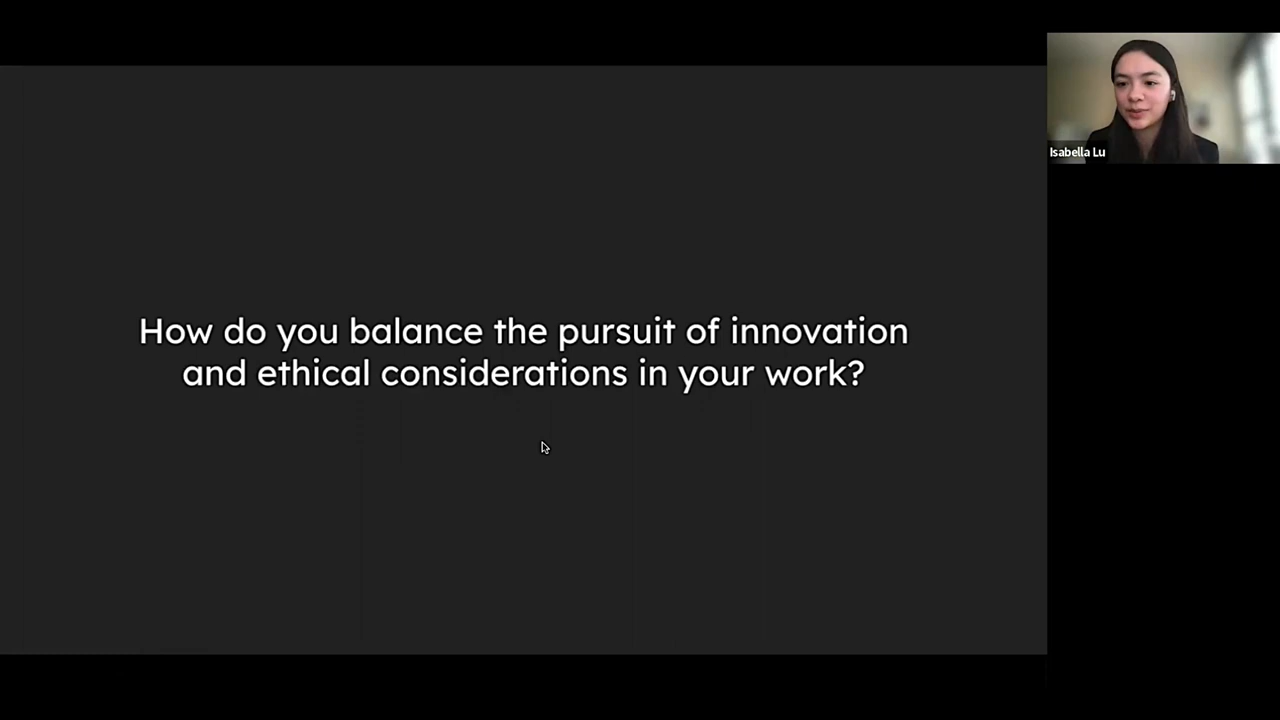 How do you balance the pursuit of innovation
and ethical considerations in your work?
Isabella Lu